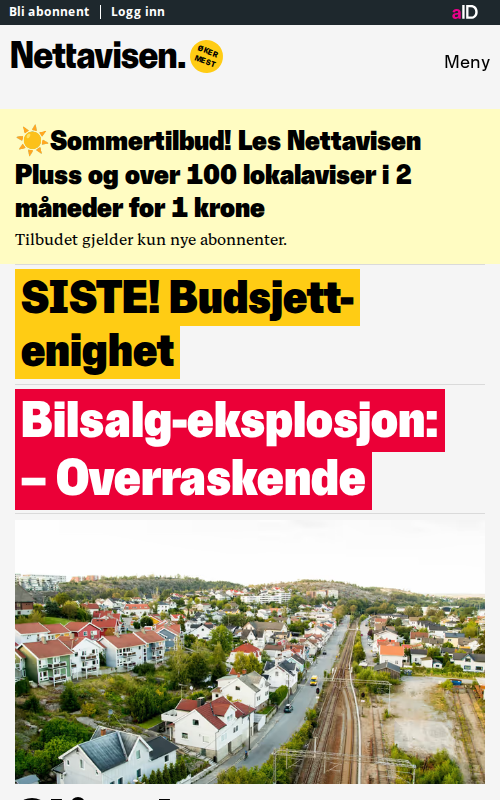 Bli abonnent | Logg inn
aID
Nettavisen.
ØKER
MEST
Meny
Sommertilbud! Les Nettavisen
Pluss og over 100 lokalaviser i 2
måneder for 1 krone
Tilbudet gjelder kun nye abonnenter.
SISTE! Budsjett-
enighet
Bilsalg-eksplosjon:
– Overraskende